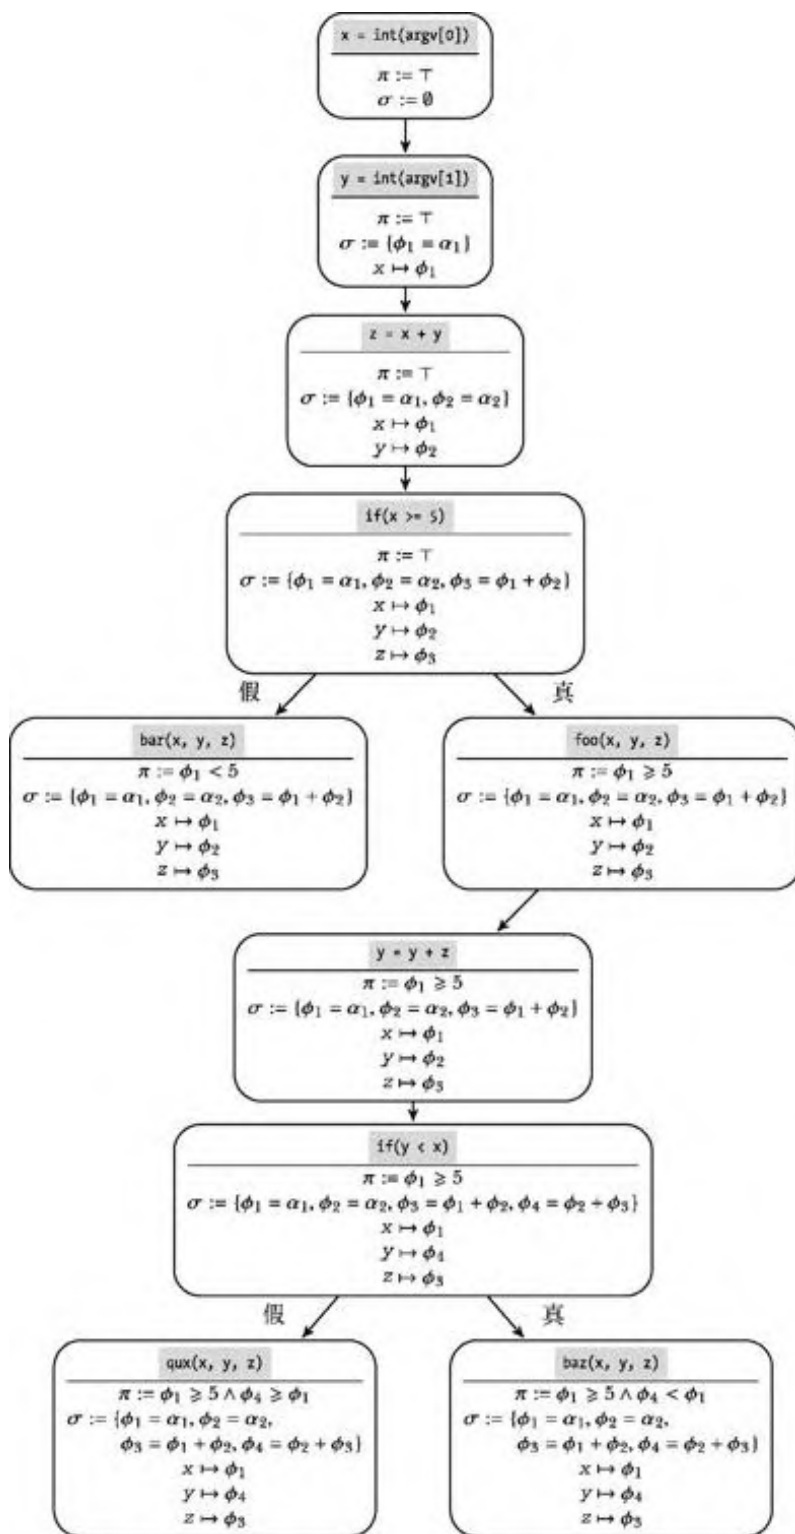 x = int(argv[0])
π := ⊤
σ := ∅
y = int(argv[1])
π := ⊤
σ := {ϕ₁ = α₁}
x ↦ ϕ₁
z = x + y
π := ⊤
σ := {ϕ₁ = α₁, ϕ₂ = α₂}
x ↦ ϕ₁
y ↦ ϕ₂
if(x >= 5)
π := ⊤
σ := {ϕ₁ = α₁, ϕ₂ = α₂, ϕ₃ = ϕ₁ + ϕ₂}
x ↦ ϕ₁
y ↦ ϕ₂
z ↦ ϕ₃
假
真
bar(x, y, z)
π := ϕ₁ < 5
σ := {ϕ₁ = α₁, ϕ₂ = α₂, ϕ₃ = ϕ₁ + ϕ₂}
x ↦ ϕ₁
y ↦ ϕ₂
z ↦ ϕ₃
foo(x, y, z)
π := ϕ₁ ⩾ 5
σ := {ϕ₁ = α₁, ϕ₂ = α₂, ϕ₃ = ϕ₁ + ϕ₂}
x ↦ ϕ₁
y ↦ ϕ₂
z ↦ ϕ₃
y = y + z
π := ϕ₁ ⩾ 5
σ := {ϕ₁ = α₁, ϕ₂ = α₂, ϕ₃ = ϕ₁ + ϕ₂}
x ↦ ϕ₁
y ↦ ϕ₂
z ↦ ϕ₃
if(y < x)
π := ϕ₁ ⩾ 5
σ := {ϕ₁ = α₁, ϕ₂ = α₂, ϕ₃ = ϕ₁ + ϕ₂, ϕ₄ = ϕ₂ + ϕ₃}
x ↦ ϕ₁
y ↦ ϕ₄
z ↦ ϕ₃
假
真
qux(x, y, z)
π := ϕ₁ ⩾ 5 ∧ ϕ₄ ⩾ ϕ₁
σ := {ϕ₁ = α₁, ϕ₂ = α₂,
ϕ₃ = ϕ₁ + ϕ₂, ϕ₄ = ϕ₂ + ϕ₃}
x ↦ ϕ₁
y ↦ ϕ₄
z ↦ ϕ₃
baz(x, y, z)
π := ϕ₁ ⩾ 5 ∧ ϕ₄ < ϕ₁
σ := {ϕ₁ = α₁, ϕ₂ = α₂,
ϕ₃ = ϕ₁ + ϕ₂, ϕ₄ = ϕ₂ + ϕ₃}
x ↦ ϕ₁
y ↦ ϕ₄
z ↦ ϕ₃